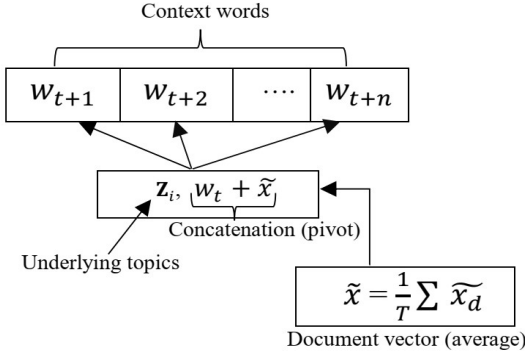 Context words
w_{t+1} w_{t+2} .... w_{t+n}
z_i, w_t + x̃
Concatenation (pivot)
Underlying topics
x̃ = 1/T ∑ x̃_d
Document vector (average)